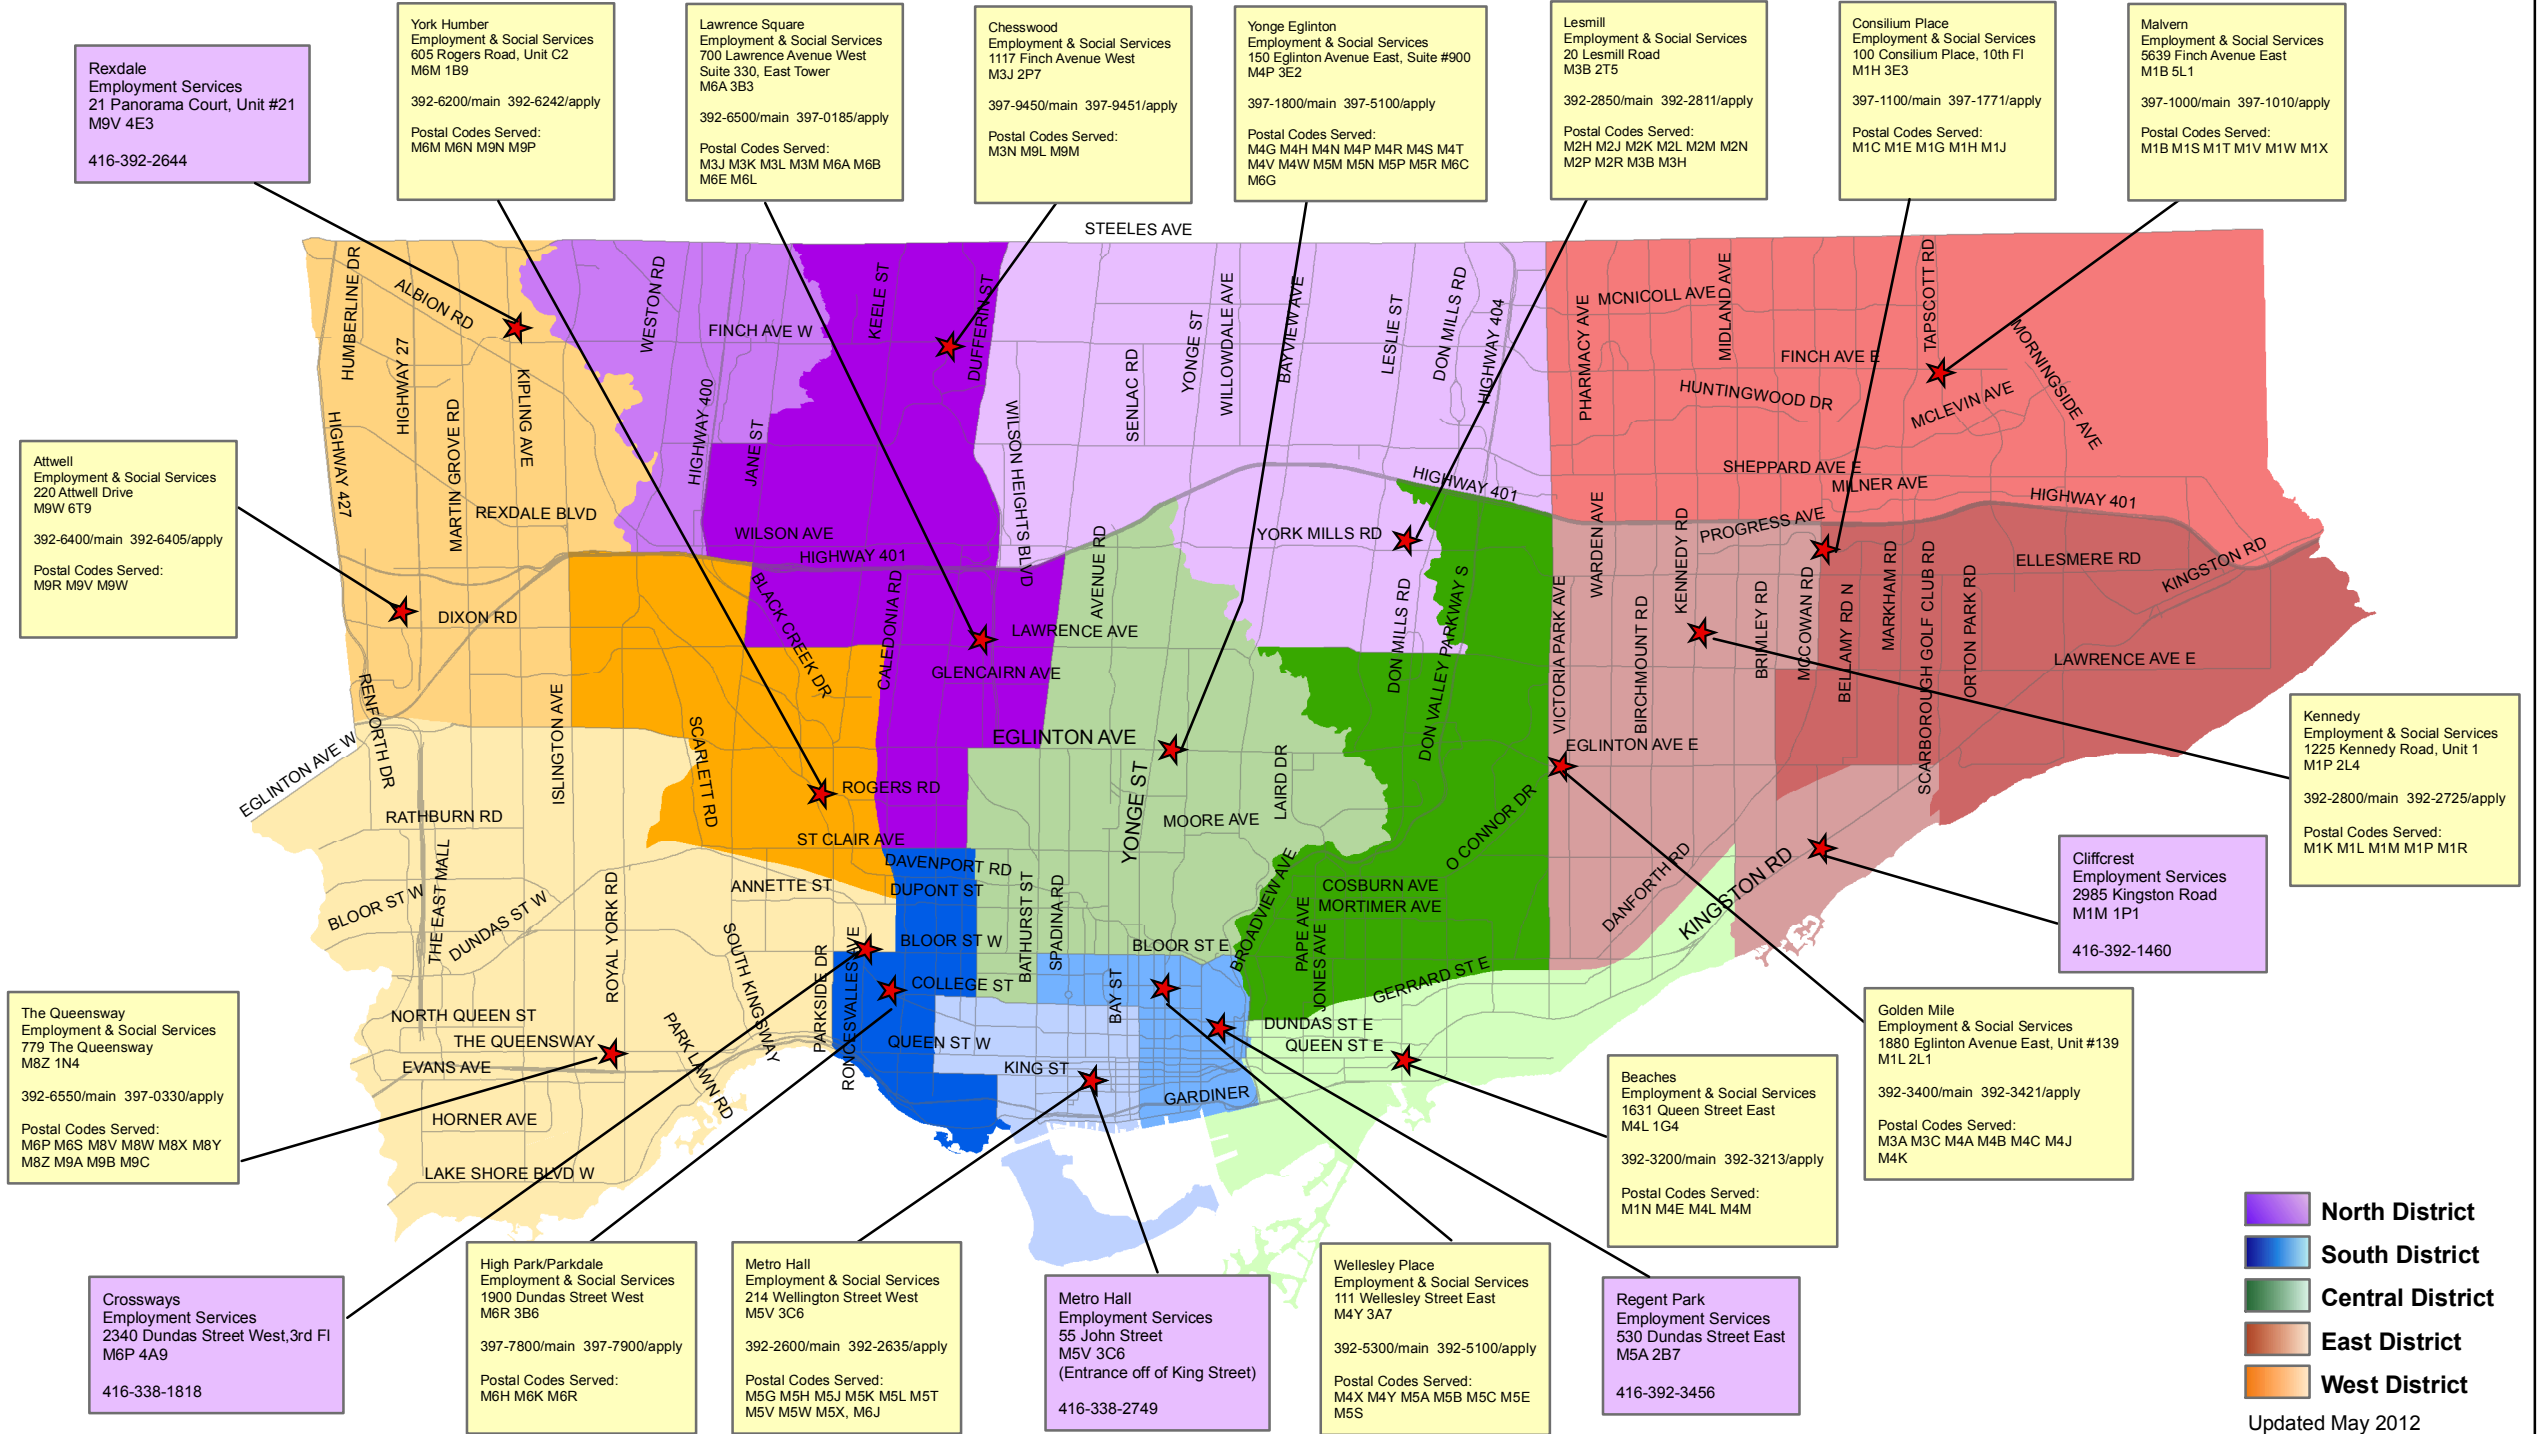 York Humber
Employment & Social Services
605 Rogers Road, Unit C2
M6M 1B9
392-6200/main  392-6242/apply
Postal Codes Served:
M6M M6N M9N M9P
Lawrence Square
Employment & Social Services
700 Lawrence Avenue West
Suite 330, East Tower
M6A 3B3
392-6500/main  397-0185/apply
Postal Codes Served:
M3J M3K M3L M3M M6A M6B
M6E M6L
Chesswood
Employment & Social Services
1117 Finch Avenue West
M3J 2P7
397-9450/main  397-9451/apply
Postal Codes Served:
M3N M9L M9M
Yonge Eglinton
Employment & Social Services
150 Eglinton Avenue East, Suite #900
M4P 3E2
397-1800/main  397-5100/apply
Postal Codes Served:
M4G M4H M4N M4P M4R M4S M4T
M4V M4W M5M M5N M5P M5R M6C
M6G
Lesmill
Employment & Social Services
20 Lesmill Road
M3B 2T5
392-2850/main  392-2811/apply
Postal Codes Served:
M2H M2J M2K M2L M2M M2N
M2P M2R M3B M3H
Consilium Place
Employment & Social Services
100 Consilium Place, 10th Fl
M1H 3E3
397-1100/main  397-1771/apply
Postal Codes Served:
M1C M1E M1G M1H M1J
Malvern
Employment & Social Services
5639 Finch Avenue East
M1B 5L1
397-1000/main  397-1010/apply
Postal Codes Served:
M1B M1S M1T M1V M1W M1X
Rexdale
Employment Services
21 Panorama Court, Unit #21
M9V 4E3
416-392-2644
Attwell
Employment & Social Services
220 Attwell Drive
M9W 6T9
392-6400/main  392-6405/apply
Postal Codes Served:
M9R M9V M9W
STEELES AVE
HUMBERLINE DR
ALBION RD
HIGHWAY 27
HIGHWAY 427
MARTIN GROVE RD
KIPLING AVE
REXDALE BLVD
DIXON RD
WESTON RD
FINCH AVE W
HIGHWAY 400
JANE ST
KEELE ST
DUFFERIN ST
WILSON AVE
HIGHWAY 401
WILSON HEIGHTS BLVD
SENLAC RD
YONGE ST
WILLOWDALE AVE
BAYVIEW AVE
LESLIE ST
DON MILLS RD
HIGHWAY 404
HIGHWAY 401
YORK MILLS RD
PHARMACY AVE
MCNICOLL AVE
MIDLAND AVE
FINCH AVE E
HUNTINGWOOD DR
TAPSCOTT RD
MORNINGSIDE AVE
MCLEVIN AVE
SHEPPARD AVE E
MILNER AVE
HIGHWAY 401
PROGRESS AVE
WARDEN AVE
KENNEDY RD
ELLESMERE RD
KINGSTON RD
BLACK CREEK DR
CALEDONIA RD
LAWRENCE AVE
GLENCAIRN AVE
AVENUE RD
DON MILLS RD
DON VALLEY PARKWAY S
VICTORIA PARK AVE
BIRCHMOUNT RD
BRIMLEY RD
MCCOWAN RD
BELLAMY RD N
MARKHAM RD
SCARBOROUGH GOLF CLUB RD
ORTON PARK RD
LAWRENCE AVE E
RENFORTH DR
EGLINTON AVE W
ISLINGTON AVE
SCARLETT RD
EGLINTON AVE
EGLINTON AVE E
ROGERS RD
RATHBURN RD
ST CLAIR AVE
YONGE ST
MOORE AVE
LAIRD DR
O CONNOR DR
THE EAST MALL
BLOOR ST W
DUNDAS ST W
ROYAL YORK RD
ANNETTE ST
SOUTH KINGSWAY
DAVENPORT RD
DUPONT ST
BATHURST ST
SPADINA RD
BLOOR ST W
BLOOR ST E
BROADVIEW AVE
COSBURN AVE
MORTIMER AVE
PAPE AVE
JONES AVE
DANFORTH RD
KINGSTON RD
GERRARD ST E
COLLEGE ST
BAY ST
PARKSIDE DR
RONCESVALLES AVE
NORTH QUEEN ST
THE QUEENSWAY
EVANS AVE
PARK LAWN RD
HORNER AVE
LAKE SHORE BLVD W
QUEEN ST W
KING ST
GARDINER
DUNDAS ST E
QUEEN ST E
Kennedy
Employment & Social Services
1225 Kennedy Road, Unit 1
M1P 2L4
392-2800/main  392-2725/apply
Postal Codes Served:
M1K M1L M1M M1P M1R
Cliffcrest
Employment Services
2985 Kingston Road
M1M 1P1
416-392-1460
Golden Mile
Employment & Social Services
1880 Eglinton Avenue East, Unit #139
M1L 2L1
392-3400/main  392-3421/apply
Postal Codes Served:
M3A M3C M4A M4B M4C M4J
M4K
Beaches
Employment & Social Services
1631 Queen Street East
M4L 1G4
392-3200/main  392-3213/apply
Postal Codes Served:
M1N M4E M4L M4M
The Queensway
Employment & Social Services
779 The Queensway
M8Z 1N4
392-6550/main  397-0330/apply
Postal Codes Served:
M6P M6S M8V M8W M8X M8Y
M8Z M9A M9B M9C
Crossways
Employment Services
2340 Dundas Street West,3rd Fl
M6P 4A9
416-338-1818
High Park/Parkdale
Employment & Social Services
1900 Dundas Street West
M6R 3B6
397-7800/main  397-7900/apply
Postal Codes Served:
M6H M6K M6R
Metro Hall
Employment & Social Services
214 Wellington Street West
M5V 3C6
392-2600/main  392-2635/apply
Postal Codes Served:
M5G M5H M5J M5K M5L M5T
M5V M5W M5X, M6J
Metro Hall
Employment Services
55 John Street
M5V 3C6
(Entrance off of King Street)
416-338-2749
Wellesley Place
Employment & Social Services
111 Wellesley Street East
M4Y 3A7
392-5300/main  392-5100/apply
Postal Codes Served:
M4X M4Y M5A M5B M5C M5E
M5S
Regent Park
Employment Services
530 Dundas Street East
M5A 2B7
416-392-3456
North District
South District
Central District
East District
West District
Updated May 2012